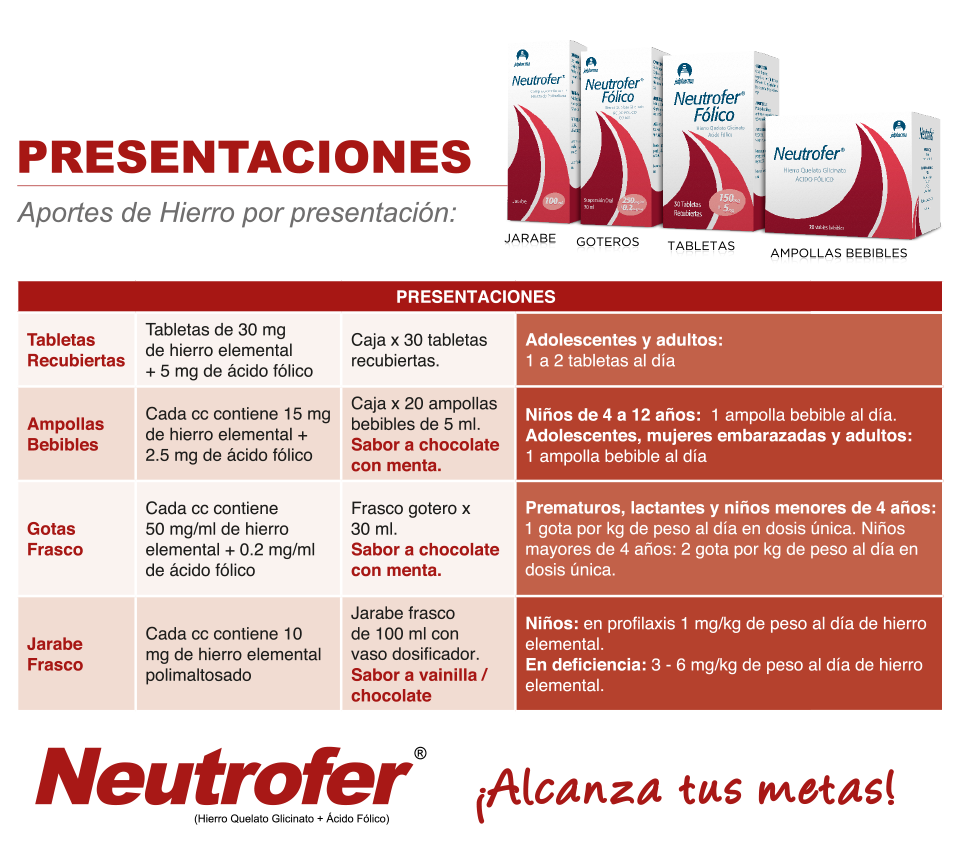 PRESENTACIONES
Aportes de Hierro por presentación:
Neutrofer®
100
JARABE
Neutrofer®
Fólico
Suspensión Oral
30 ml
GOTEROS
Neutrofer®
Fólico
Hierro Quelato Glicinato
Ácido Fólico
30 Tabletas
Recubiertas
150
5
TABLETAS
Neutrofer®
Hierro Quelato Glicinato
ÁCIDO FÓLICO
AMPOLLAS BEBIBLES
PRESENTACIONES
Tabletas
Recubiertas
Tabletas de 30 mg
de hierro elemental
+ 5 mg de ácido fólico
Caja x 30 tabletas
recubiertas.
Adolescentes y adultos:
1 a 2 tabletas al día
Ampollas
Bebibles
Cada cc contiene 15 mg
de hierro elemental +
2.5 mg de ácido fólico
Caja x 20 ampollas
bebibles de 5 ml.
Sabor a chocolate
con menta.
Niños de 4 a 12 años: 1 ampolla bebible al día.
Adolescentes, mujeres embarazadas y adultos:
1 ampolla bebible al día
Gotas
Frasco
Cada cc contiene
50 mg/ml de hierro
elemental + 0.2 mg/ml
de ácido fólico
Frasco gotero x
30 ml.
Sabor a chocolate
con menta.
Prematuros, lactantes y niños menores de 4 años:
1 gota por kg de peso al día en dosis única. Niños
mayores de 4 años: 2 gota por kg de peso al día en
dosis única.
Jarabe
Frasco
Cada cc contiene 10
mg de hierro elemental
polimaltosado
Jarabe frasco
de 100 ml con
vaso dosificador.
Sabor a vainilla /
chocolate
Niños: en profilaxis 1 mg/kg de peso al día de hierro
elemental.
En deficiencia: 3 - 6 mg/kg de peso al día de hierro
elemental.
Neutrofer®
(Hierro Quelato Glicinato + Ácido Fólico)
¡Alcanza tus metas!